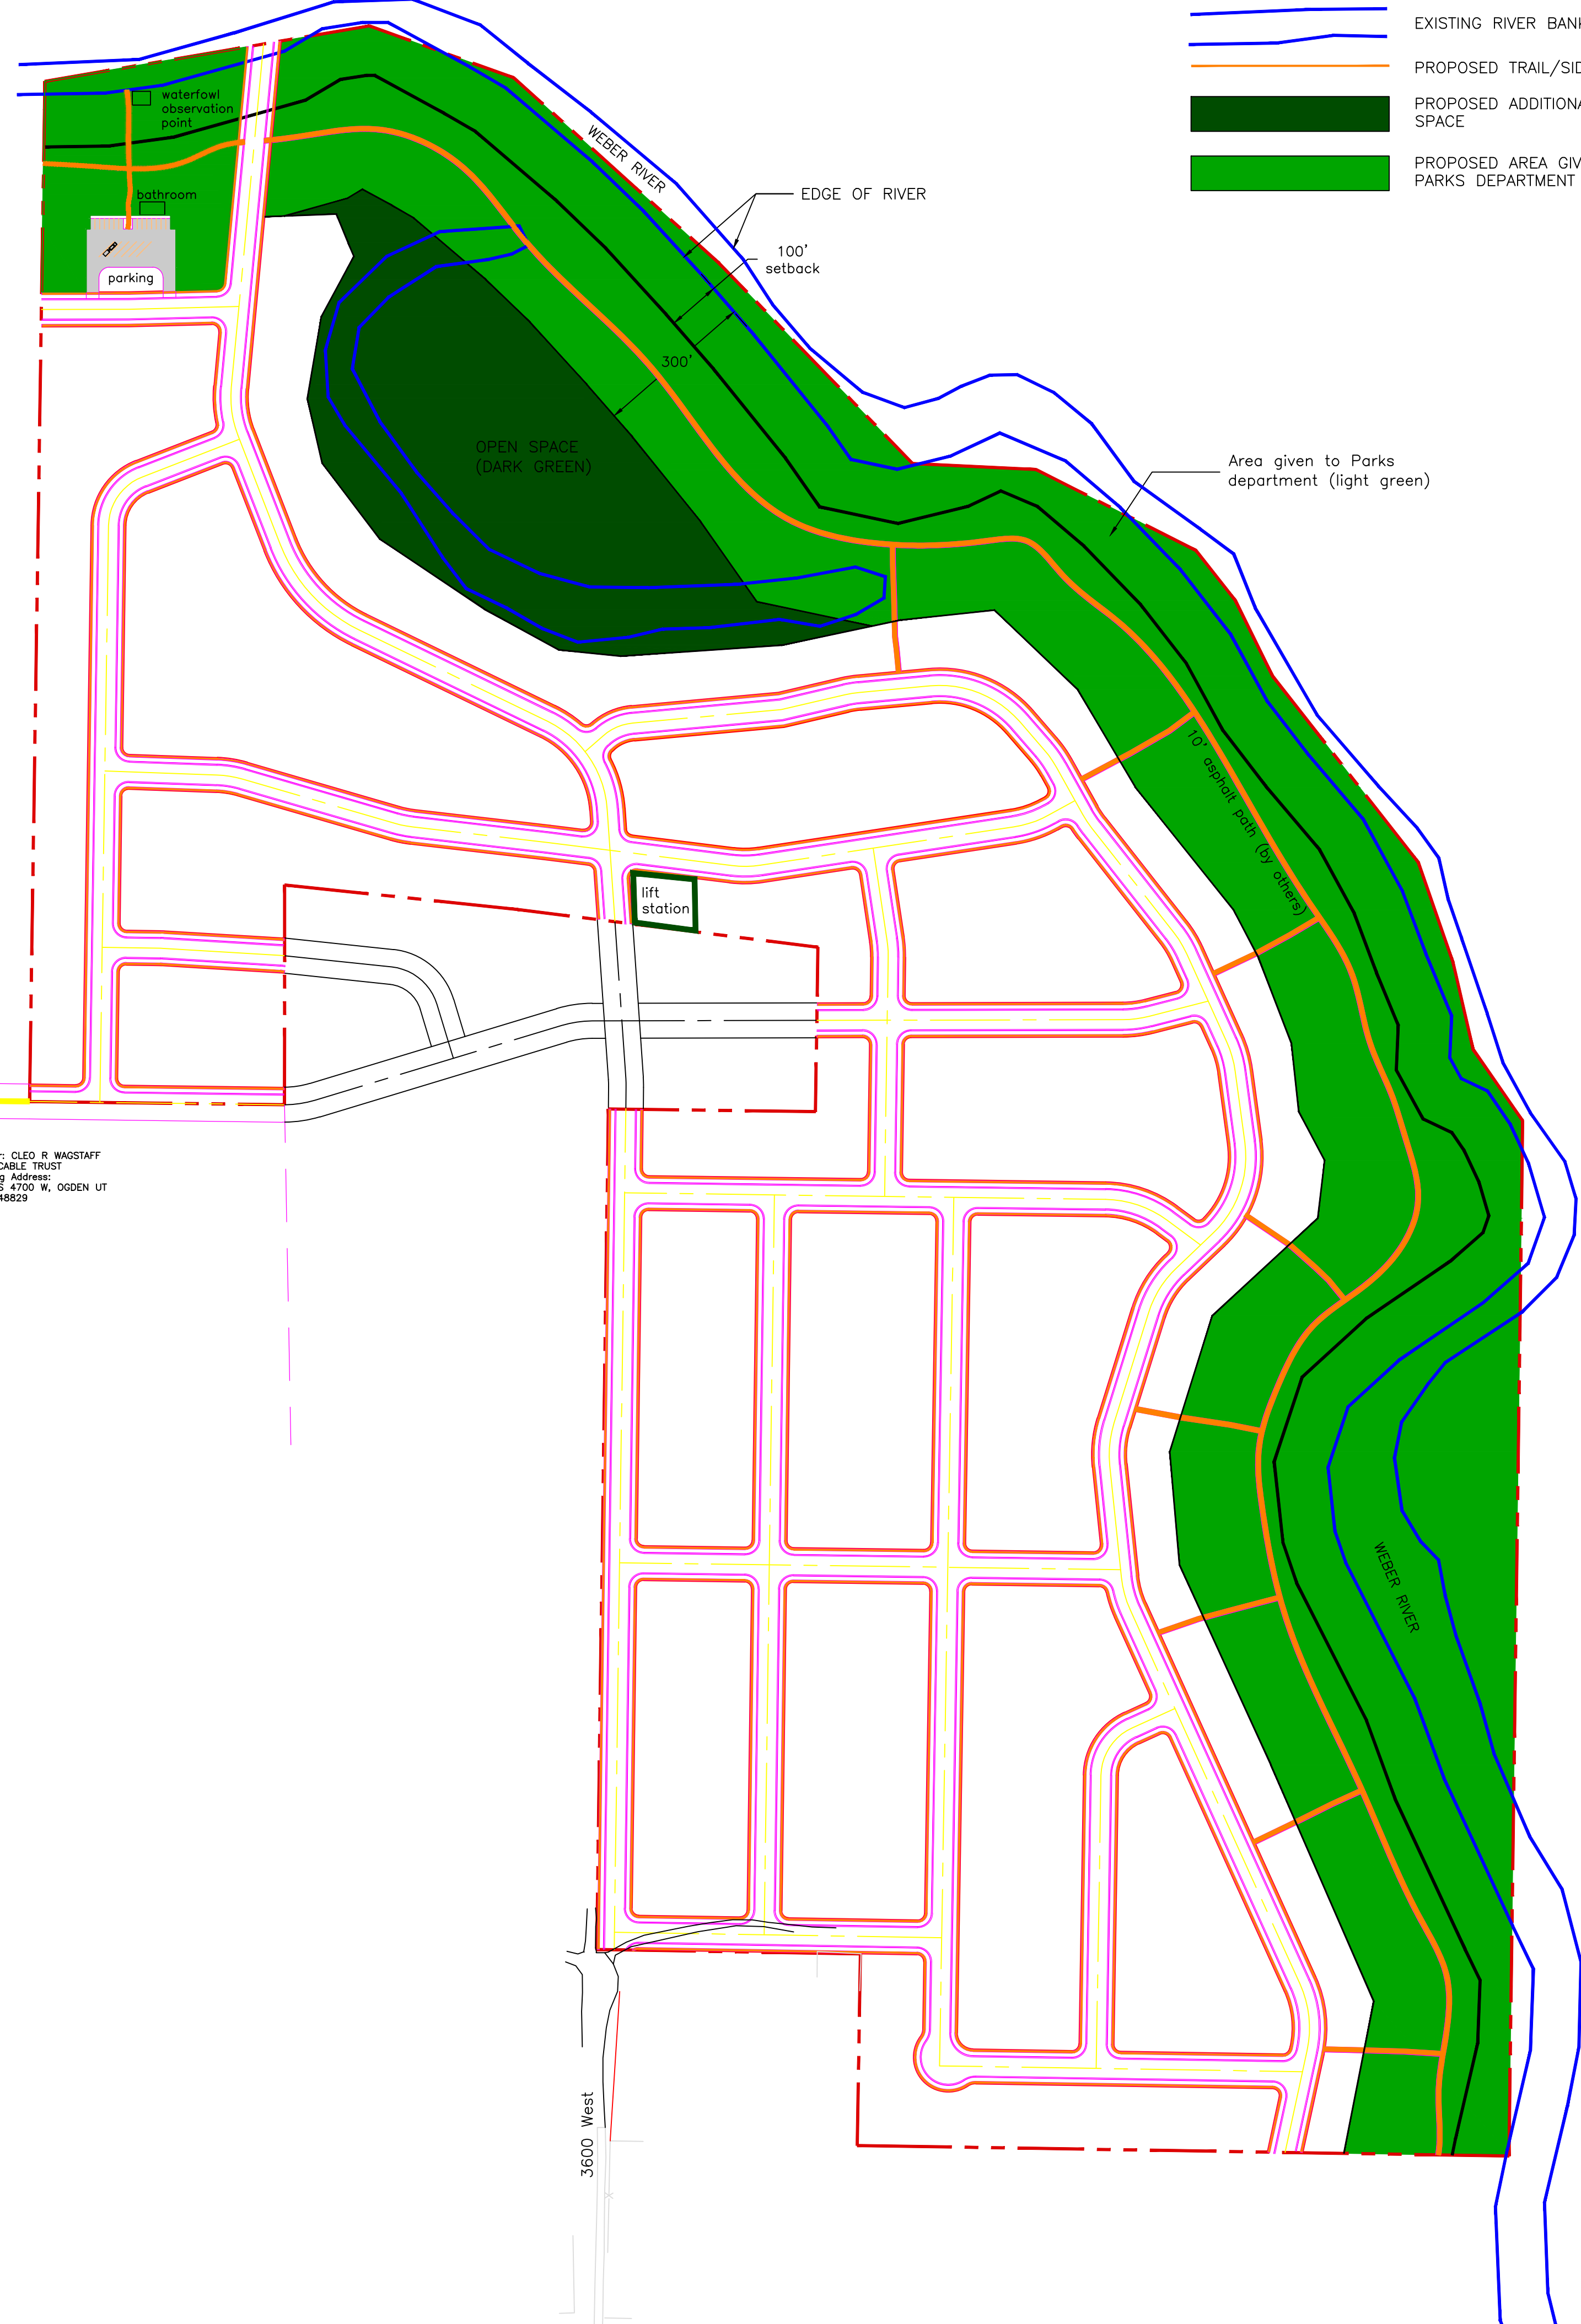 EXISTING RIVER BANK
PROPOSED TRAIL/SID
PROPOSED ADDITIONA
SPACE
PROPOSED AREA GIV
PARKS DEPARTMENT
waterfowl
observation
point
bathroom
parking
WEBER RIVER
EDGE OF RIVER
100'
setback
300'
OPEN SPACE
(DARK GREEN)
Area given to Parks
department (light green)
10' asphalt path (by others)
lift
station
r: CLEO R WAGSTAFF
CABLE TRUST
g Address:
S 4700 W, OGDEN UT
48829
WEBER RIVER
3600 West